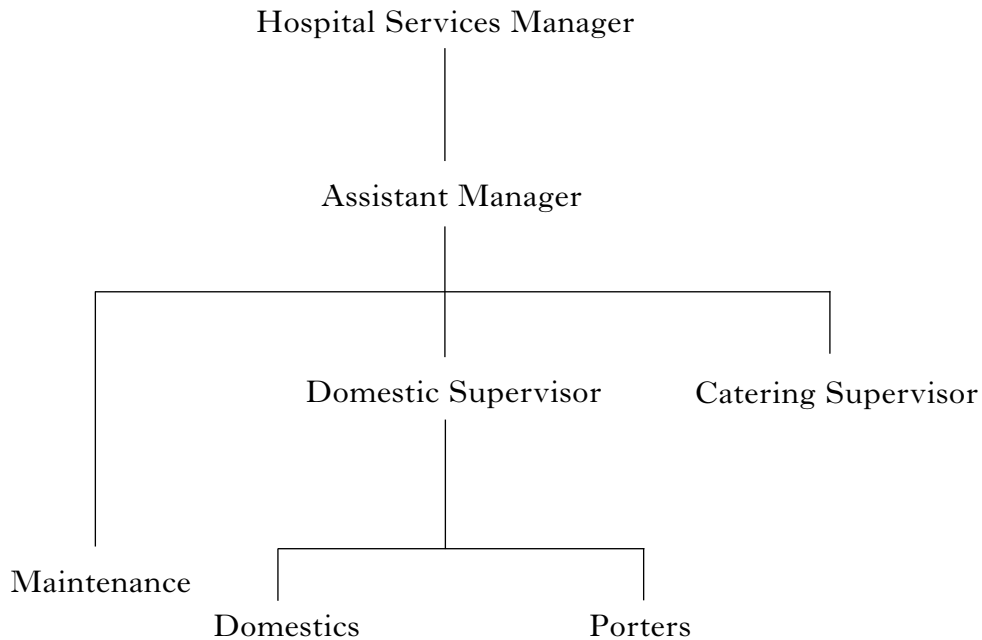 Hospital Services Manager
Assistant Manager
Domestic Supervisor
Catering Supervisor
Maintenance
Domestics
Porters